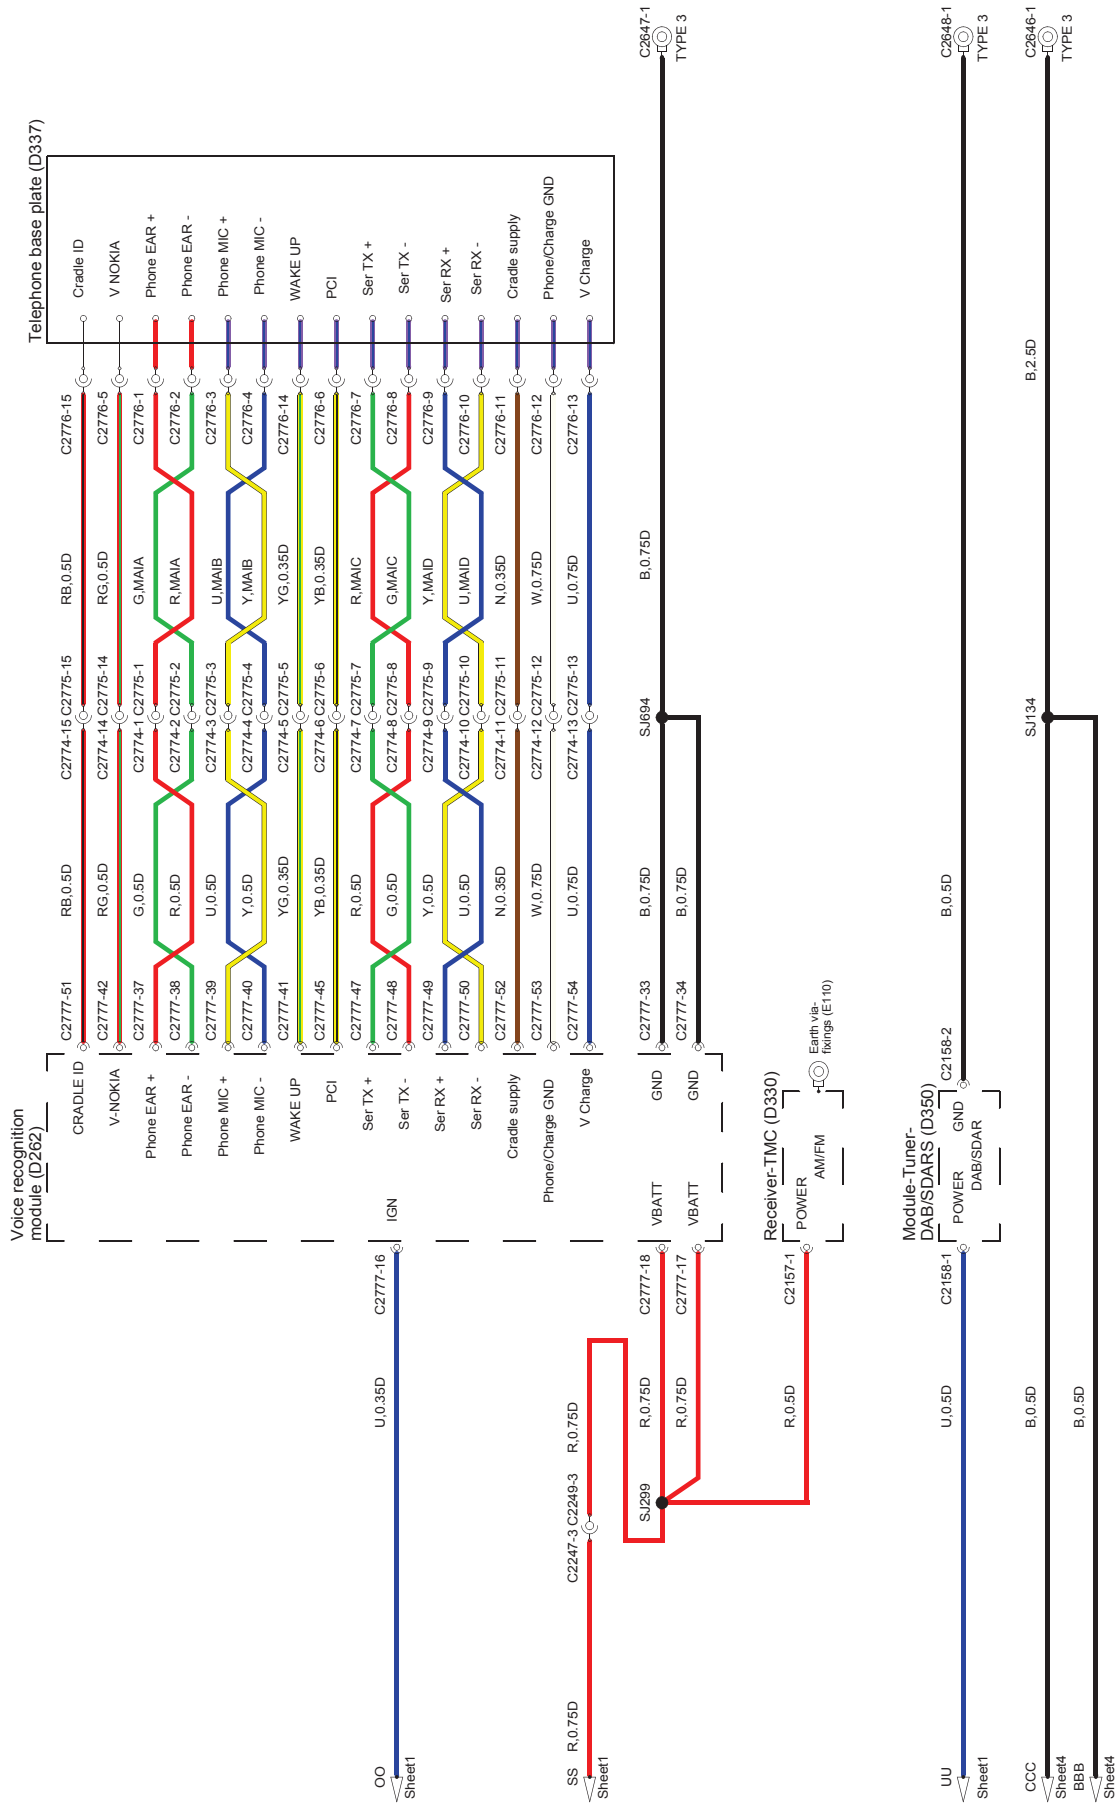 Voice recognition
module (D262)
Telephone base plate (D337)
CRADLE ID
C2777-51
RB,0.5D
C2774-15
C2775-15
RB,0.5D
C2776-15
Cradle ID
V-NOKIA
C2777-42
RG,0.5D
C2774-14
C2775-14
RG,0.5D
C2776-5
V NOKIA
Phone EAR +
C2777-37
G,0.5D
C2774-1
C2775-1
G,MAIA
C2776-1
Phone EAR +
Phone EAR -
C2777-38
R,0.5D
C2774-2
C2775-2
R,MAIA
C2776-2
Phone EAR -
Phone MIC +
C2777-39
U,0.5D
C2774-3
C2775-3
U,MAIB
C2776-3
Phone MIC +
Phone MIC -
C2777-40
Y,0.5D
C2774-4
C2775-4
Y,MAIB
C2776-4
Phone MIC -
WAKE UP
C2777-41
YG,0.35D
C2774-5
C2775-5
YG,0.35D
C2776-14
WAKE UP
PCI
C2777-45
YB,0.35D
C2774-6
C2775-6
YB,0.35D
C2776-6
PCI
Ser TX +
C2777-47
R,0.5D
C2774-7
C2775-7
R,MAIC
C2776-7
Ser TX +
Ser TX -
C2777-48
G,0.5D
C2774-8
C2775-8
G,MAIC
C2776-8
Ser TX -
Ser RX +
C2777-49
Y,0.5D
C2774-9
C2775-9
Y,MAID
C2776-9
Ser RX +
Ser RX -
C2777-50
U,0.5D
C2774-10
C2775-10
U,MAID
C2776-10
Ser RX -
Cradle supply
C2777-52
N,0.35D
C2774-11
C2775-11
N,0.35D
C2776-11
Cradle supply
Phone/Charge GND
C2777-53
W,0.75D
C2774-12
C2775-12
W,0.75D
C2776-12
Phone/Charge GND
V Charge
C2777-54
U,0.75D
C2774-13
C2775-13
U,0.75D
C2776-13
V Charge
OO
Sheet1
U,0.35D
C2777-16
IGN
SS
Sheet1
R,0.75D
C2247-3
C2249-3
R,0.75D
SJ299
R,0.75D
C2777-18
VBATT
GND
C2777-33
B,0.75D
SJ694
B,0.75D
C2647-1
TYPE 3
R,0.75D
C2777-17
VBATT
GND
C2777-34
B,0.75D
Receiver-TMC (D330)
R,0.5D
C2157-1
POWER
AM/FM
Earth via-
fixings (E110)
Module-Tuner-
DAB/SDARS (D350)
UU
Sheet1
U,0.5D
C2158-1
POWER
GND
DAB/SDAR
C2158-2
B,0.5D
C2648-1
TYPE 3
CCC
Sheet4
B,0.5D
SJ134
B,2.5D
C2646-1
TYPE 3
BBB
Sheet4
B,0.5D